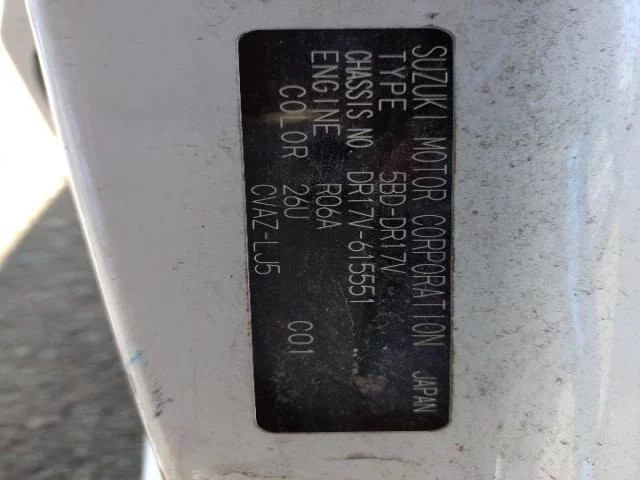 SUZUKI MOTOR CORPORATION JAPAN
TYPE 5BD-DR17V
CHASSIS NO. DR17V-615551
ENGINE R06A
COLOR 26U C01
CVAZ-LJ5